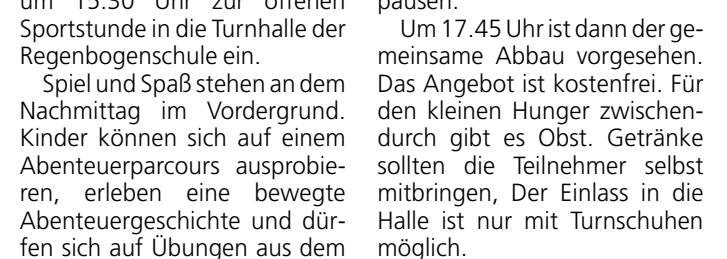 um 15.30 Uhr zur offenen
Sportstunde in die Turnhalle der
Regenbogenschule ein.
Spiel und Spaß stehen an dem
Nachmittag im Vordergrund.
Kinder können sich auf einem
Abenteuerparcours ausprobie-
ren, erleben eine bewegte
Abenteuergeschichte und dür-
fen sich auf Übungen aus dem
pausen.
Um 17.45 Uhr ist dann der ge-
meinsame Abbau vorgesehen.
Das Angebot ist kostenfrei. Für
den kleinen Hunger zwischen-
durch gibt es Obst. Getränke
sollten die Teilnehmer selbst
mitbringen, Der Einlass in die
Halle ist nur mit Turnschuhen
möglich.